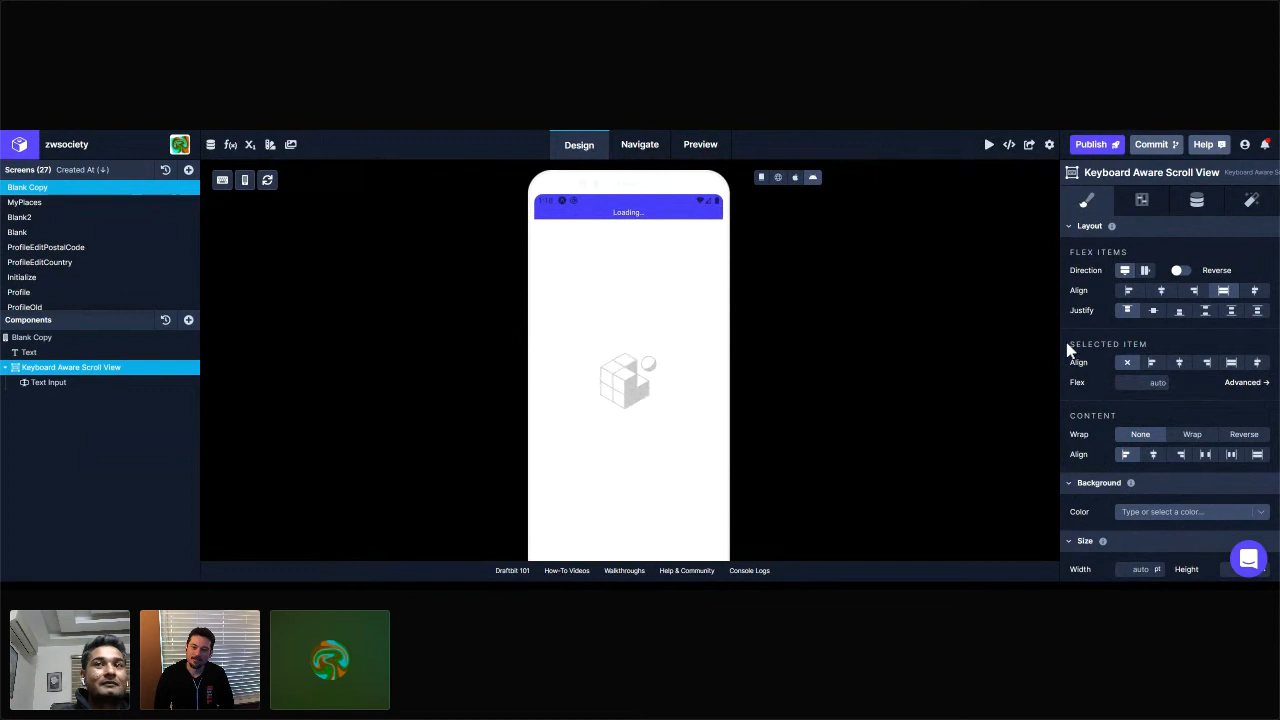 zwsociety
f(x) X₁
Design
Navigate
Preview
Publish
Commit
Help
Screens (27) Created At (↓)
Blank Copy
MyPlaces
Blank2
Blank
ProfileEditPostalCode
ProfileEditCountry
Initialize
Profile
ProfileOld
Components
Blank Copy
Text
Keyboard Aware Scroll View
Text Input
Loading...
Keyboard Aware Scroll View Keyboard Aware Sc
Layout
FLEX ITEMS
Direction Reverse
Align
Justify
SELECTED ITEM
Align
Flex auto Advanced →
CONTENT
Wrap None Wrap Reverse
Align
Background
Color Type or select a color...
Size
Width auto pt Height
Draftbit 101 How-To Videos Walkthroughs Help & Community Console Logs